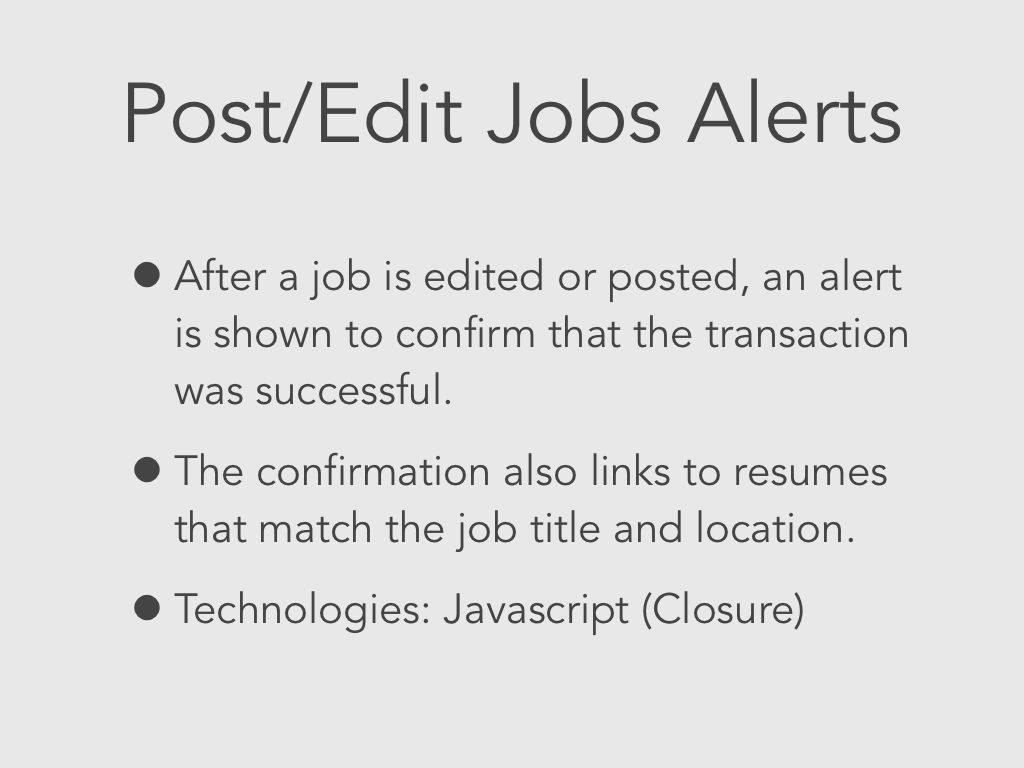 Post/Edit Jobs Alerts
● After a job is edited or posted, an alert
is shown to confirm that the transaction
was successful.
● The confirmation also links to resumes
that match the job title and location.
● Technologies: Javascript (Closure)